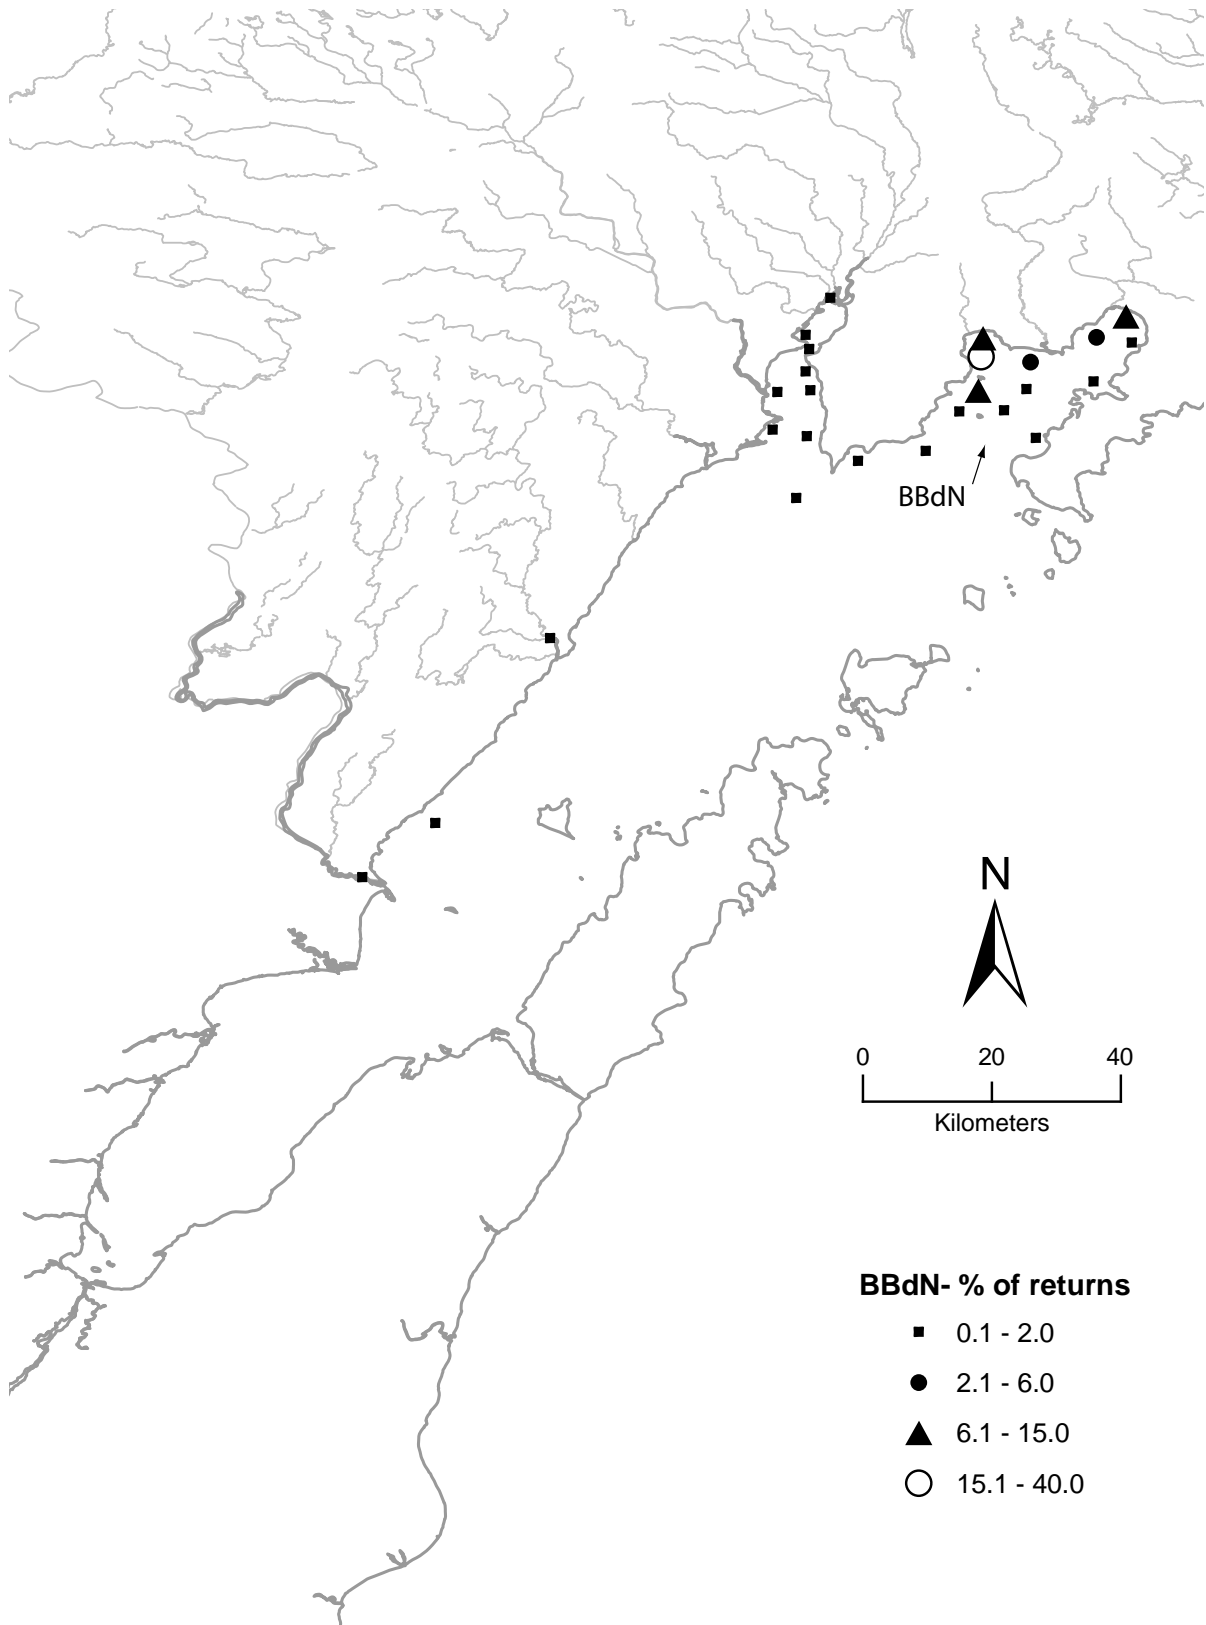 BBdN
N
0 20 40
Kilometers
BBdN- % of returns
0.1 - 2.0
2.1 - 6.0
6.1 - 15.0
15.1 - 40.0